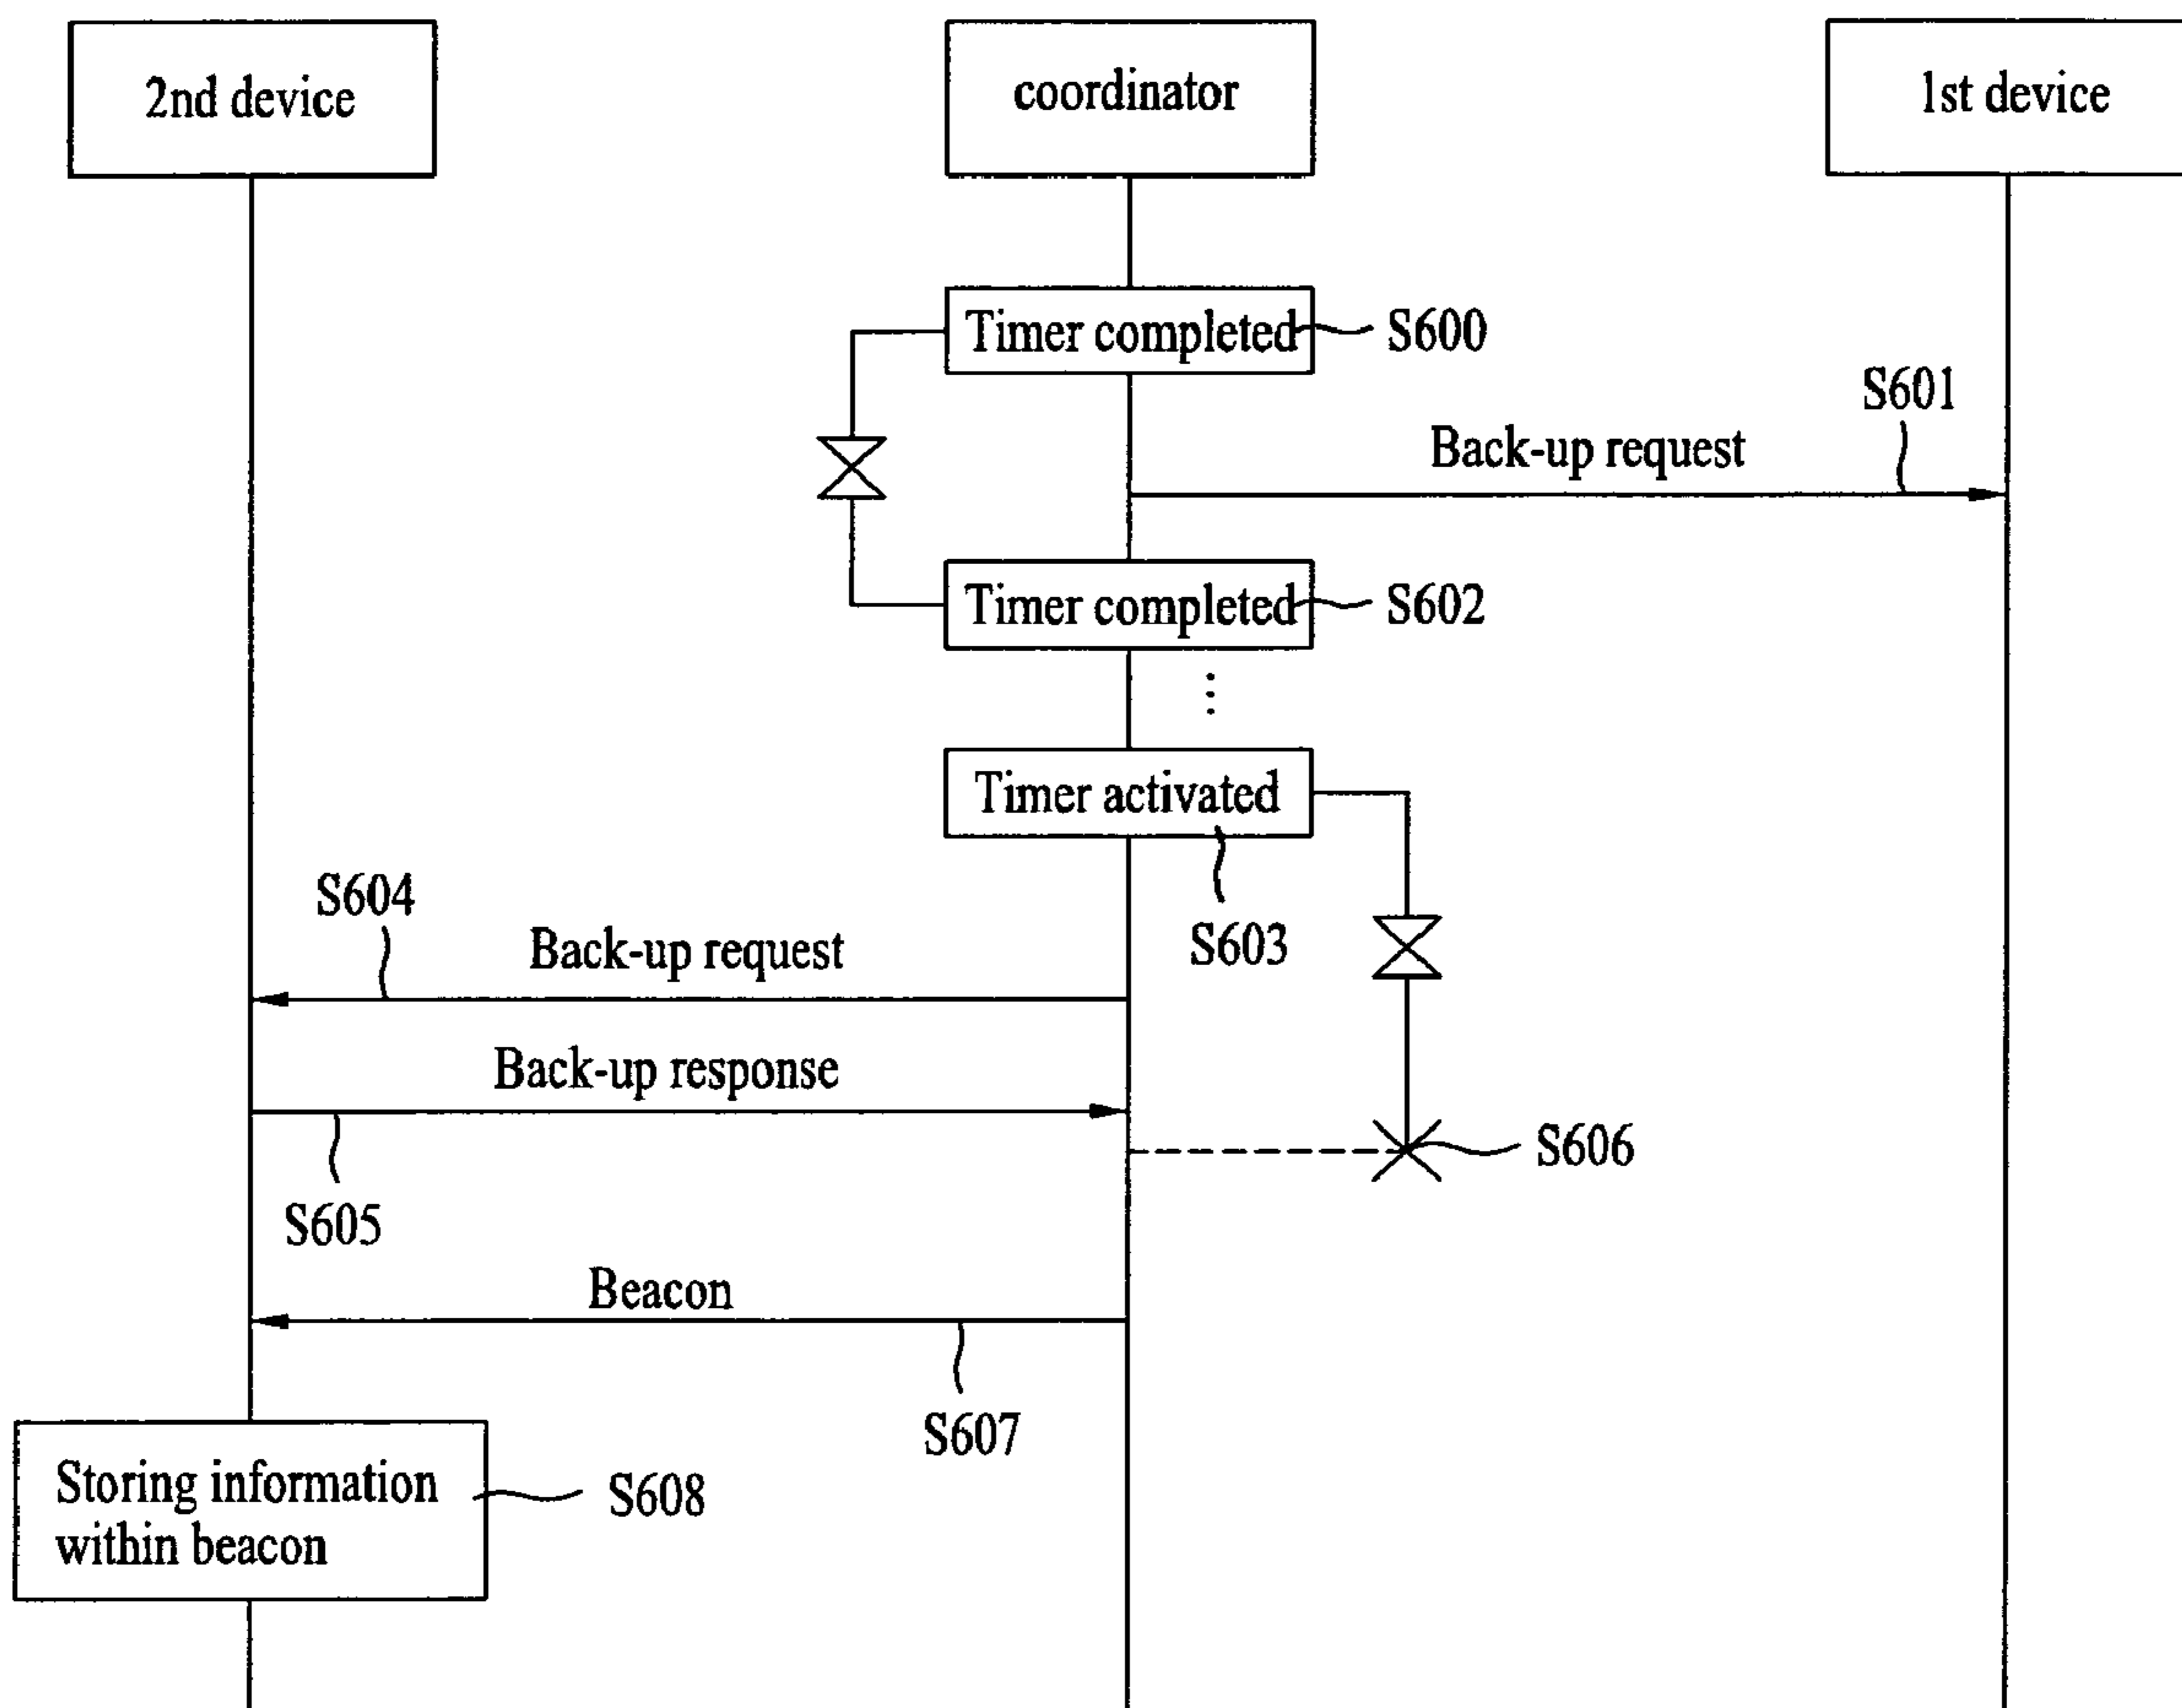 2nd device
coordinator
1st device
Timer completed
S600
S601
Back-up request
Timer completed
S602
⋮
Timer activated
S603
S604
Back-up request
Back-up response
S605
S606
Beacon
S607
Storing information
within beacon
S608